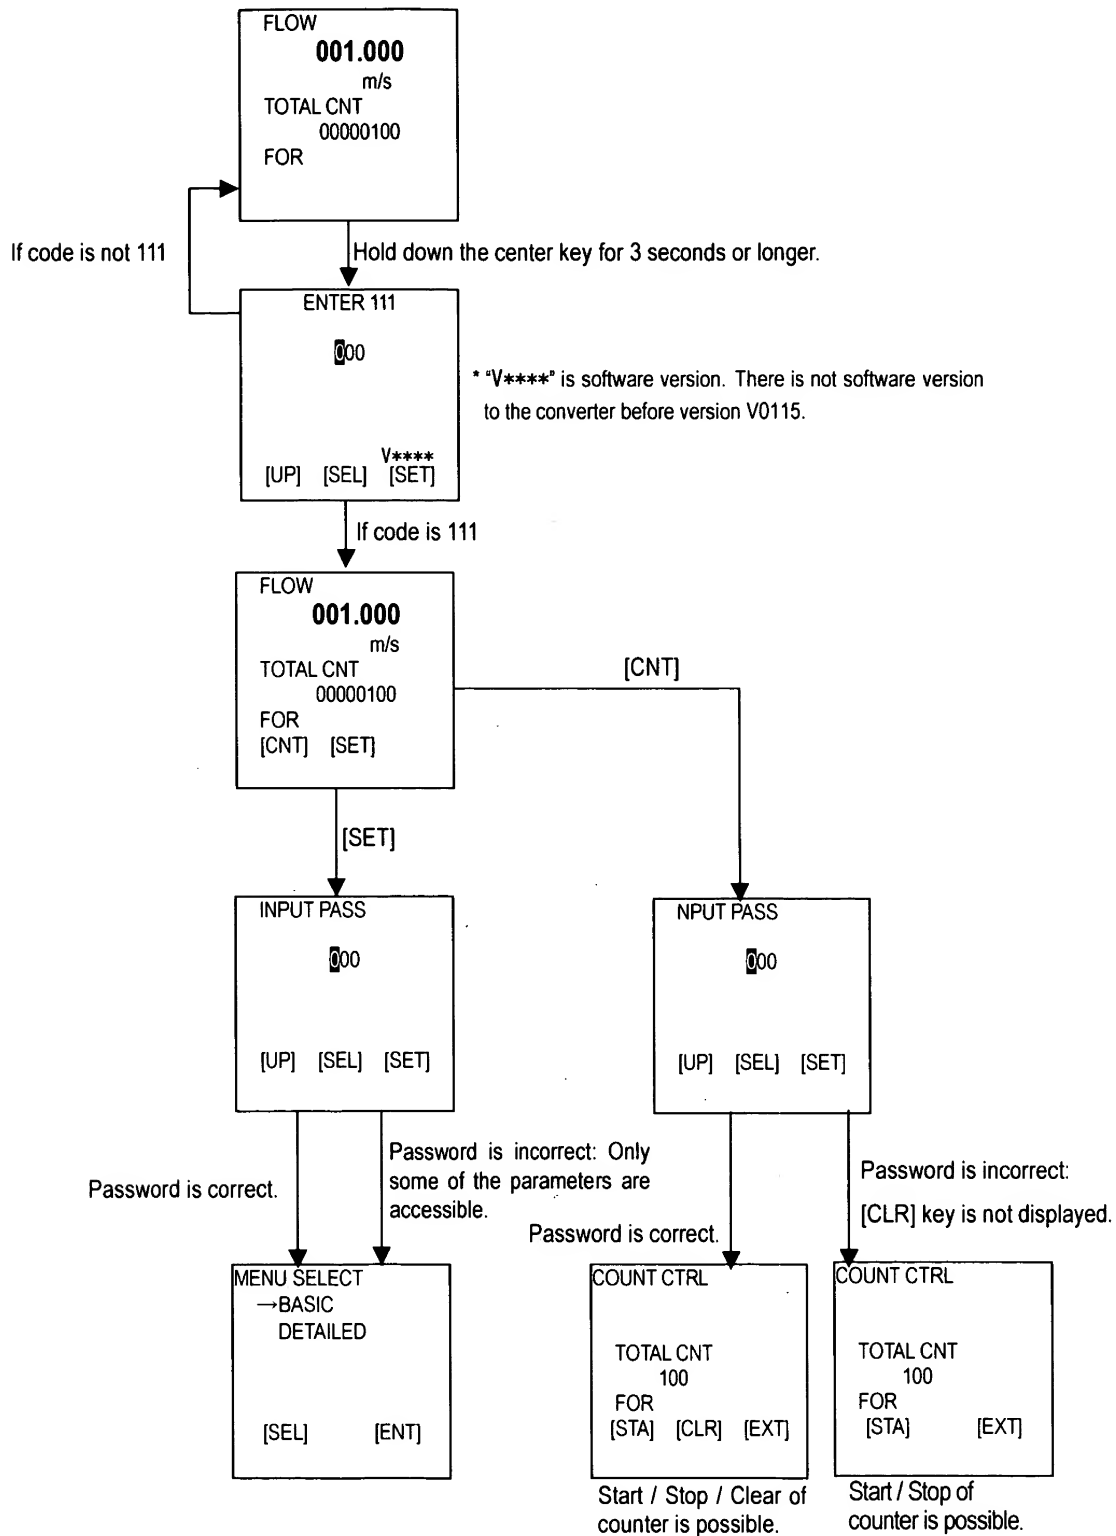 FLOW
001.000
m/s
TOTAL CNT
00000100
FOR
If code is not 111
Hold down the center key for 3 seconds or longer.
ENTER 111
000
* "V****" is software version. There is not software version
to the converter before version V0115.
V****
[UP] [SEL] [SET]
If code is 111
FLOW
001.000
m/s
TOTAL CNT
00000100
FOR
[CNT] [SET]
[CNT]
[SET]
INPUT PASS
000
[UP] [SEL] [SET]
NPUT PASS
000
[UP] [SEL] [SET]
Password is correct.
Password is incorrect: Only
some of the parameters are
accessible.
Password is correct.
Password is incorrect:
[CLR] key is not displayed.
MENU SELECT
→BASIC
DETAILED
[SEL] [ENT]
COUNT CTRL
TOTAL CNT
100
FOR
[STA] [CLR] [EXT]
Start / Stop / Clear of
counter is possible.
COUNT CTRL
TOTAL CNT
100
FOR
[STA] [EXT]
Start / Stop of
counter is possible.